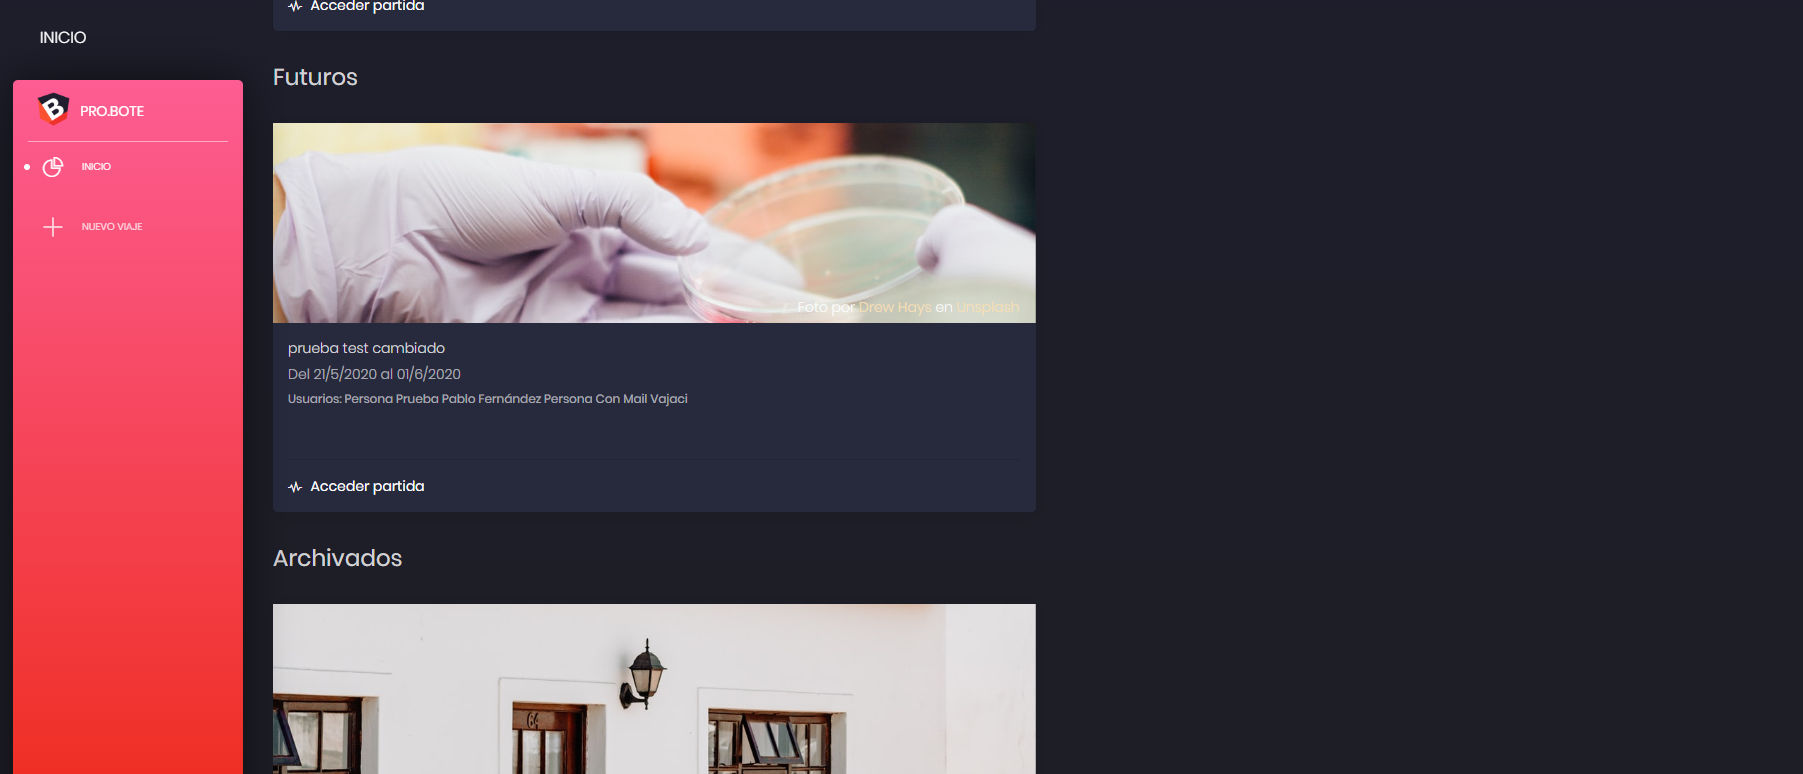 INICIO
PRO.BOTE
INICIO
NUEVO VIAJE
Acceder partida
Futuros
Foto por Drew Hays en Unsplash
prueba test cambiado
Del 21/5/2020 al 01/6/2020
Usuarios: Persona Prueba Pablo Fernández Persona Con Mail Vajaci
Acceder partida
Archivados
64